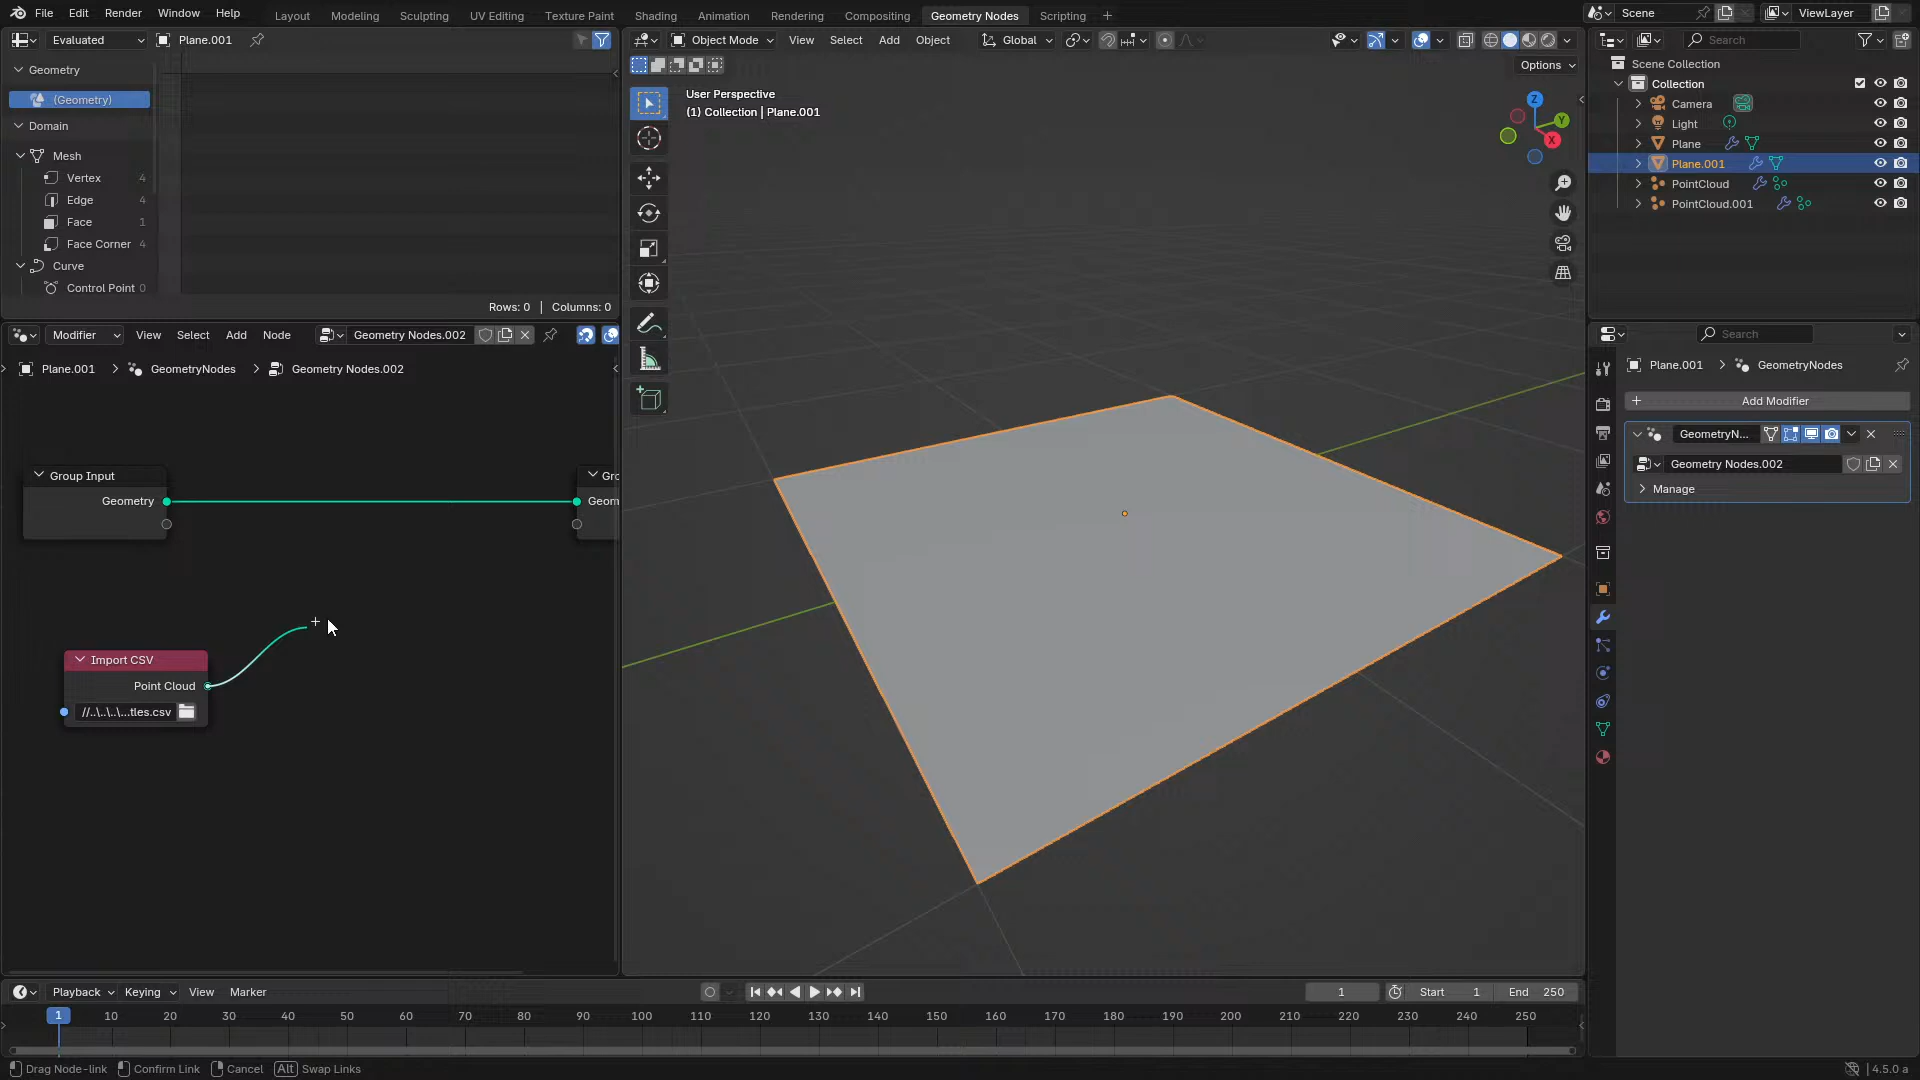 File Edit Render Window Help Layout Modeling Sculpting UV Editing Texture Paint Shading Animation Rendering Compositing Geometry Nodes Scripting + Scene ViewLayer
Evaluated Plane.001
Object Mode View Select Add Object Global
Search
Options
Geometry
(Geometry)
Domain
Mesh
Vertex 4
Edge 4
Face 1
Face Corner 4
Curve
Control Point 0
Rows: 0 | Columns: 0
User Perspective
(1) Collection | Plane.001
Z
Y
X
Scene Collection
Collection
Camera
Light
Plane
Plane.001
PointCloud
PointCloud.001
Modifier View Select Add Node Geometry Nodes.002
Plane.001 > GeometryNodes > Geometry Nodes.002
Group Input
Geometry
Gro
Geom
Import CSV
Point Cloud
//..\..\..\...tles.csv
Search
Plane.001 > GeometryNodes
+ Add Modifier
GeometryN...
Geometry Nodes.002
Manage
Playback Keying View Marker 1 Start 1 End 250
1 10 20 30 40 50 60 70 80 90 100 110 120 130 140 150 160 170 180 190 200 210 220 230 240 250
Drag Node-link Confirm Link Cancel Alt Swap Links 4.5.0 a